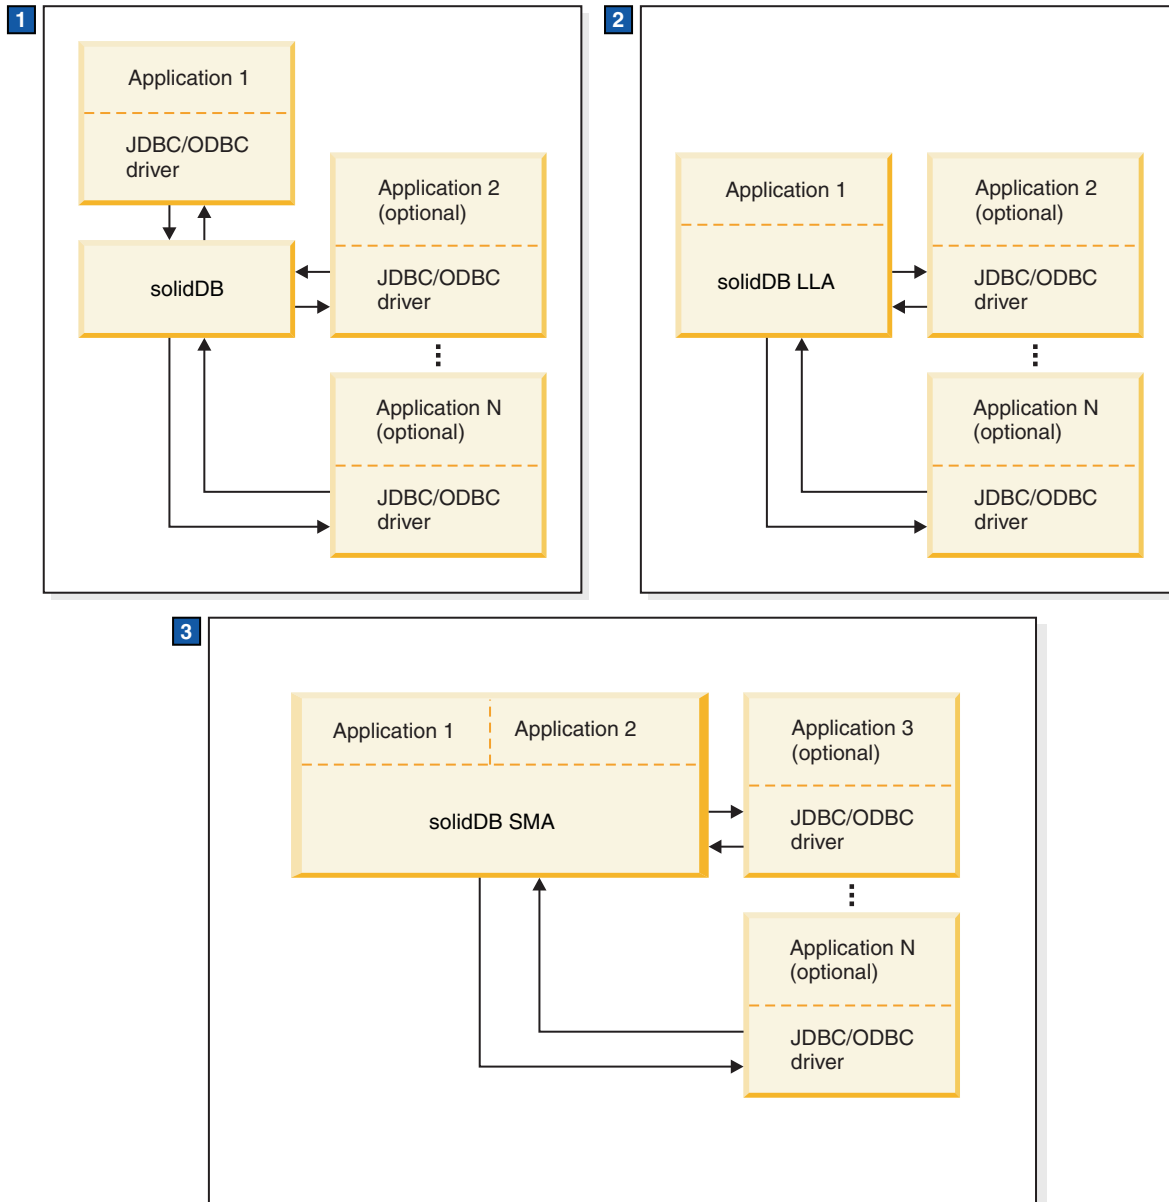 1
Application 1
JDBC/ODBC
driver
solidDB
Application 2
(optional)
JDBC/ODBC
driver
Application N
(optional)
JDBC/ODBC
driver
2
Application 1
solidDB LLA
Application 2
(optional)
JDBC/ODBC
driver
Application N
(optional)
JDBC/ODBC
driver
3
Application 1
Application 2
solidDB SMA
Application 3
(optional)
JDBC/ODBC
driver
Application N
(optional)
JDBC/ODBC
driver